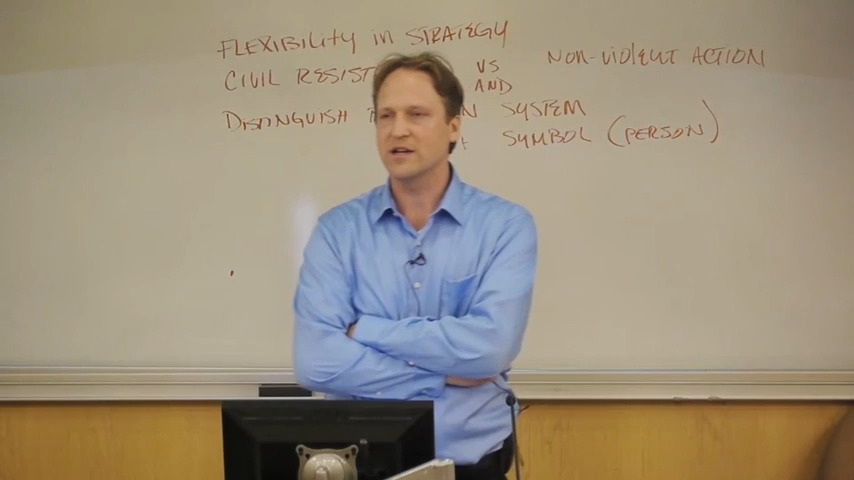 FLEXIBILITY in STRATEGY
CIVIL RESIST VS AND NON-VIOLENT ACTION
DISTINGUISH SYSTEM
SYMBOL (PERSON)